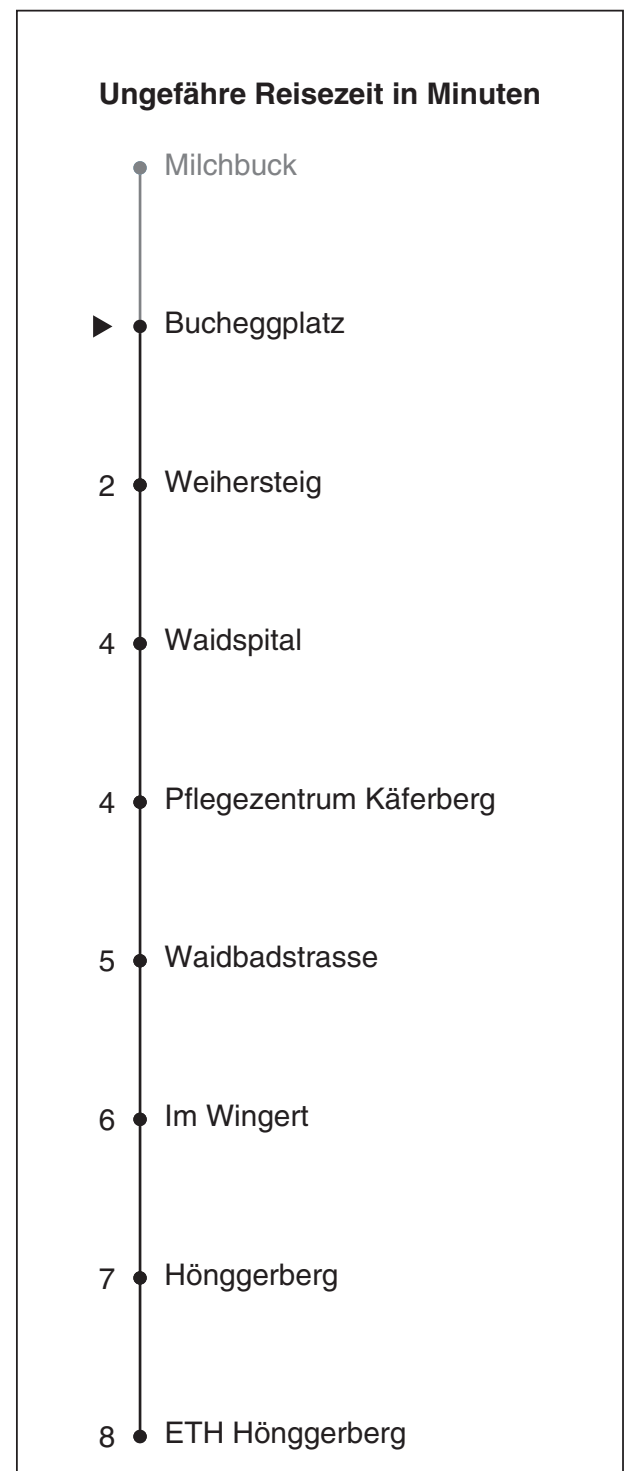 Ungefähre Reisezeit in Minuten
Milchbuck
Bucheggplatz
2 Weihersteig
4 Waidspital
4 Pflegezentrum Käferberg
5 Waidbadstrasse
6 Im Wingert
7 Hönggerberg
8 ETH Hönggerberg